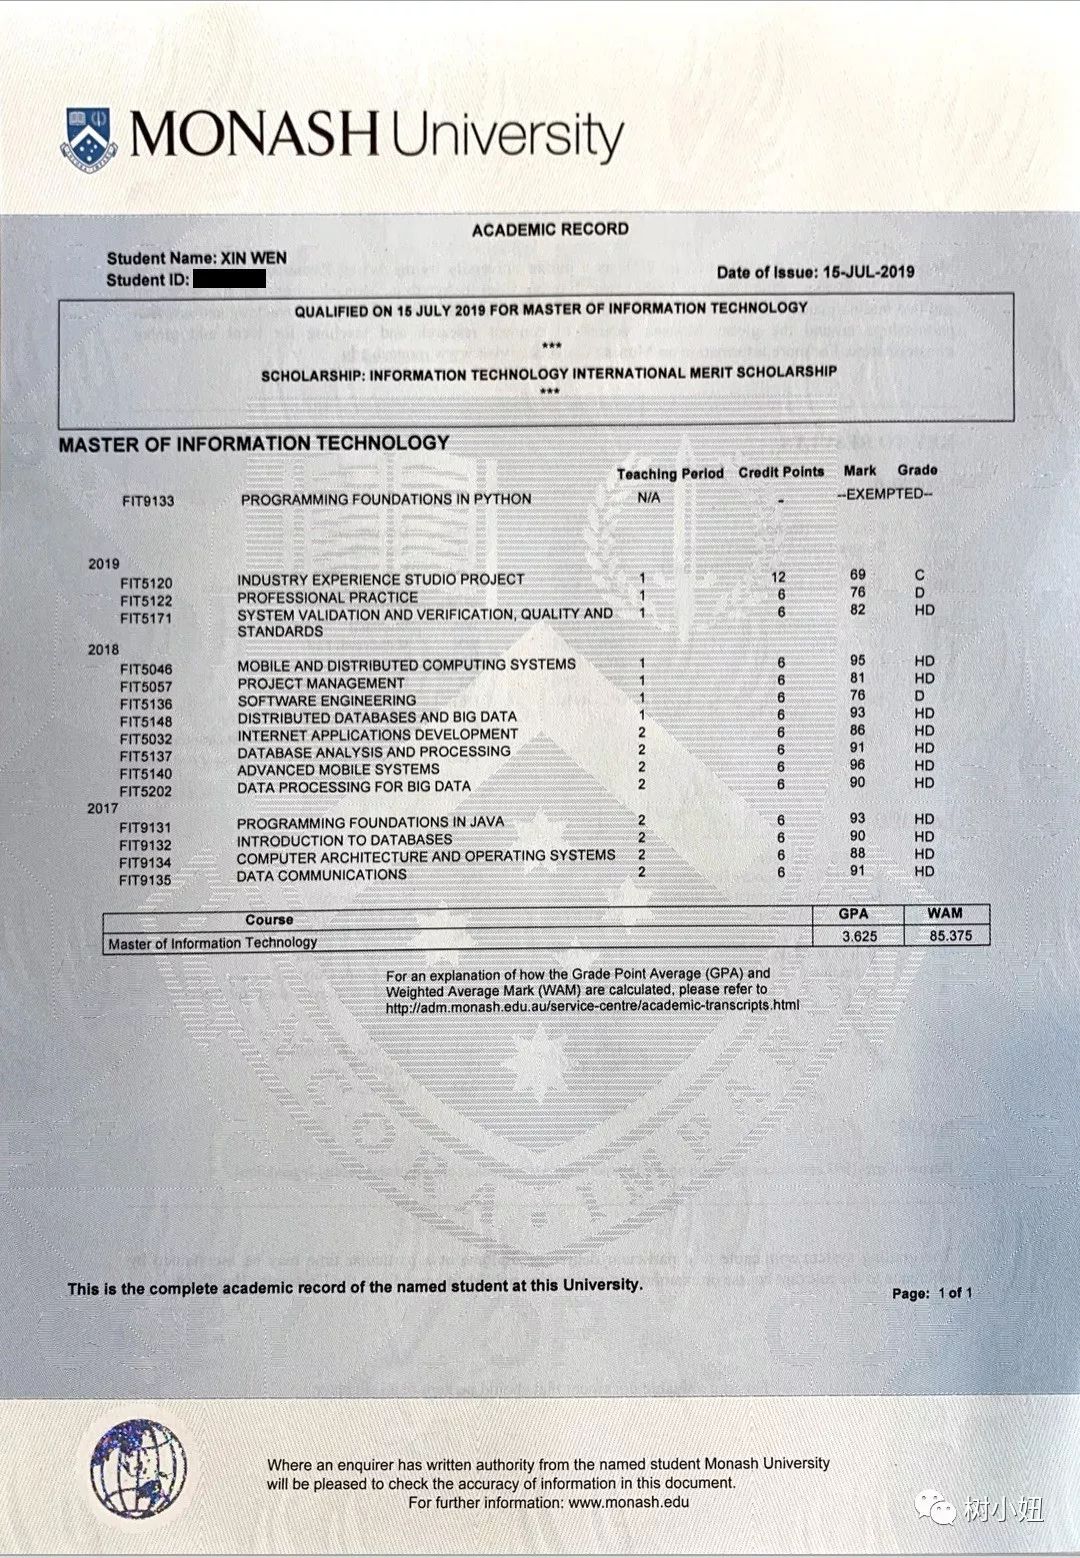 MONASH University
ACADEMIC RECORD
Student Name: XIN WEN
Student ID:
Date of Issue: 15-JUL-2019
QUALIFIED ON 15 JULY 2019 FOR MASTER OF INFORMATION TECHNOLOGY
***
SCHOLARSHIP: INFORMATION TECHNOLOGY INTERNATIONAL MERIT SCHOLARSHIP
***
MASTER OF INFORMATION TECHNOLOGY
Teaching Period Credit Points Mark Grade
FIT9133 PROGRAMMING FOUNDATIONS IN PYTHON N/A - --EXEMPTED--
2019
FIT5120 INDUSTRY EXPERIENCE STUDIO PROJECT 1 12 69 C
FIT5122 PROFESSIONAL PRACTICE 1 6 76 D
FIT5171 SYSTEM VALIDATION AND VERIFICATION, QUALITY AND 1 6 82 HD
STANDARDS
2018
FIT5046 MOBILE AND DISTRIBUTED COMPUTING SYSTEMS 1 6 95 HD
FIT5057 PROJECT MANAGEMENT 1 6 81 HD
FIT5136 SOFTWARE ENGINEERING 1 6 76 D
FIT5148 DISTRIBUTED DATABASES AND BIG DATA 1 6 93 HD
FIT5032 INTERNET APPLICATIONS DEVELOPMENT 2 6 86 HD
FIT5137 DATABASE ANALYSIS AND PROCESSING 2 6 91 HD
FIT5140 ADVANCED MOBILE SYSTEMS 2 6 96 HD
FIT5202 DATA PROCESSING FOR BIG DATA 2 6 90 HD
2017
FIT9131 PROGRAMMING FOUNDATIONS IN JAVA 2 6 93 HD
FIT9132 INTRODUCTION TO DATABASES 2 6 90 HD
FIT9134 COMPUTER ARCHITECTURE AND OPERATING SYSTEMS 2 6 88 HD
FIT9135 DATA COMMUNICATIONS 2 6 91 HD
Course GPA WAM
Master of Information Technology 3.625 85.375
For an explanation of how the Grade Point Average (GPA) and
Weighted Average Mark (WAM) are calculated, please refer to
http://adm.monash.edu.au/service-centre/academic-transcripts.html
This is the complete academic record of the named student at this University.
Page: 1 of 1
Where an enquirer has written authority from the named student Monash University
will be pleased to check the accuracy of information in this document.
For further information: www.monash.edu
树小妞